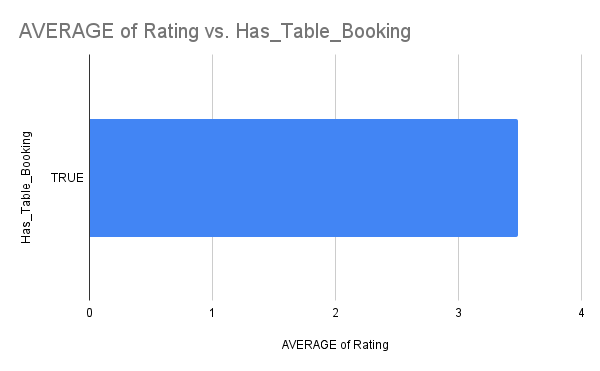 AVERAGE of Rating vs. Has_Table_Booking
Has_Table_Booking
TRUE
0 1 2 3 4
AVERAGE of Rating